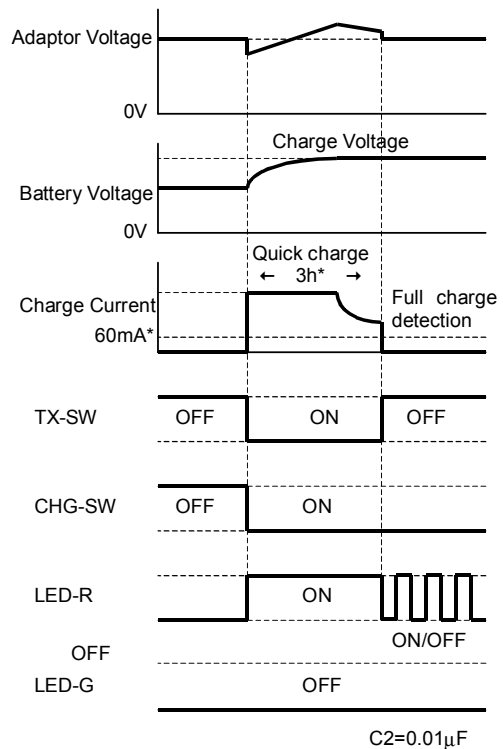 Adaptor Voltage
0V
Charge Voltage
Battery Voltage
0V
Quick charge
← 3h* →
Charge Current
Full charge
detection
60mA*
TX-SW OFF ON OFF
CHG-SW OFF ON
LED-R ON
ON/OFF
OFF
LED-G OFF
C2=0.01μF